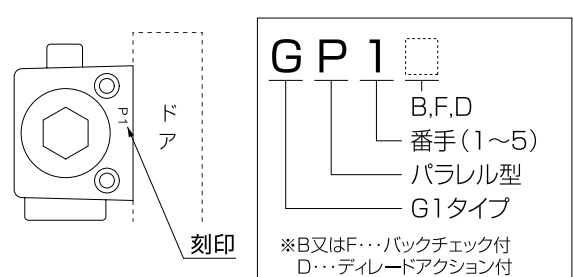 P1
ドア
刻印
GP1
B,F,D
番手(1～5)
パラレル型
G1タイプ
※B又はF･･･バックチェック付
D･･･ディレードアクション付